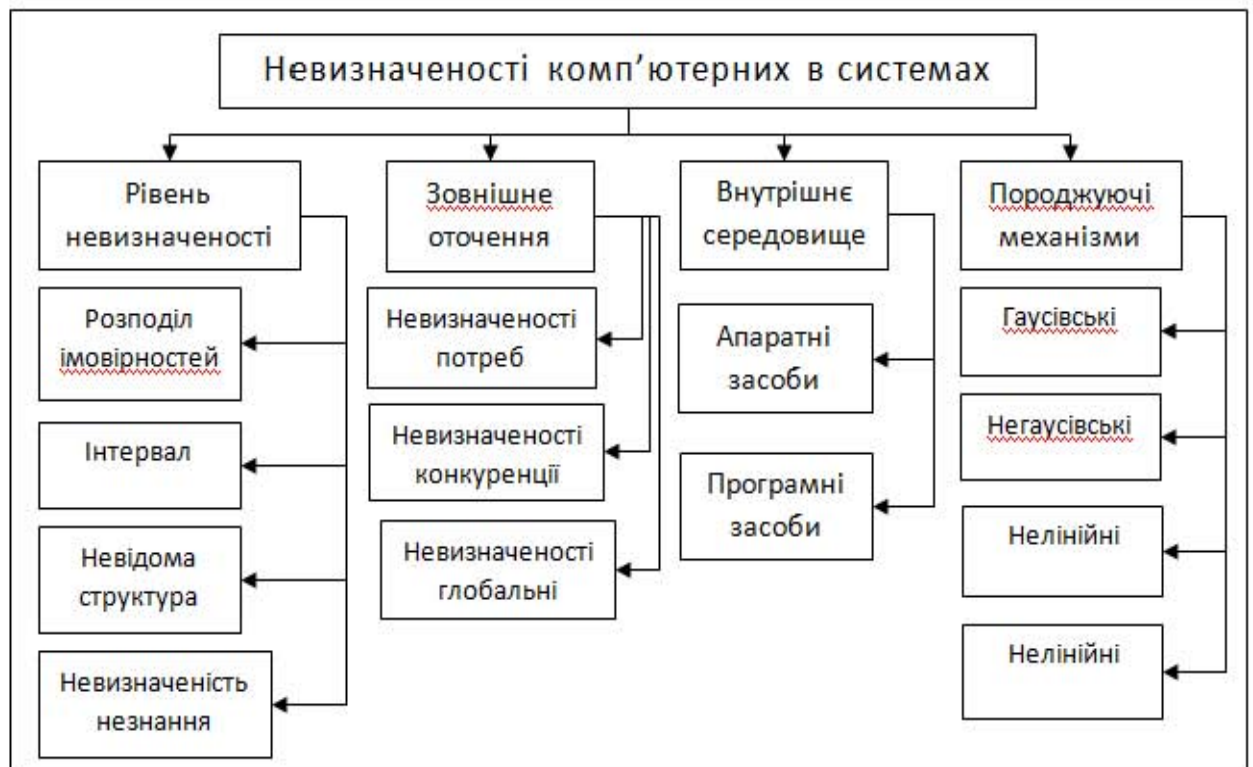 Невизначеності комп’ютерних в системах
Рівень
невизначеності
Розподіл
імовірностей
Інтервал
Невідома
структура
Невизначеність
незнання
Зовнішне
оточення
Невизначеності
потреб
Невизначеності
конкуренції
Невизначеності
глобальні
Внутрішнє
середовище
Апаратні
засоби
Програмні
засоби
Породжуючі
механізми
Гаусівські
Негаусівські
Нелінійні
Нелінійні